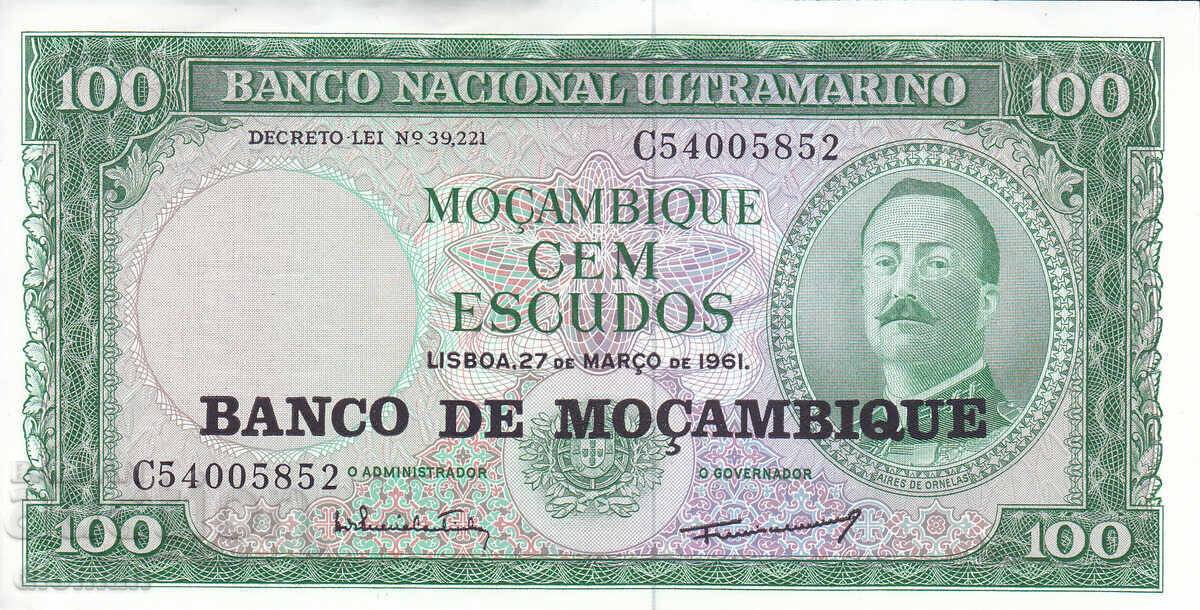 100 BANCO NACIONAL ULTRAMARINO 100
DECRETO-LEI Nº 39,221
C54005852
MOÇAMBIQUE
CEM
ESCUDOS
LISBOA, 27 DE MARÇO DE 1961.
BANCO DE MOÇAMBIQUE
C54005852
O ADMINISTRADOR
O GOVERNADOR
AIRES DE ORNELAS
100
100